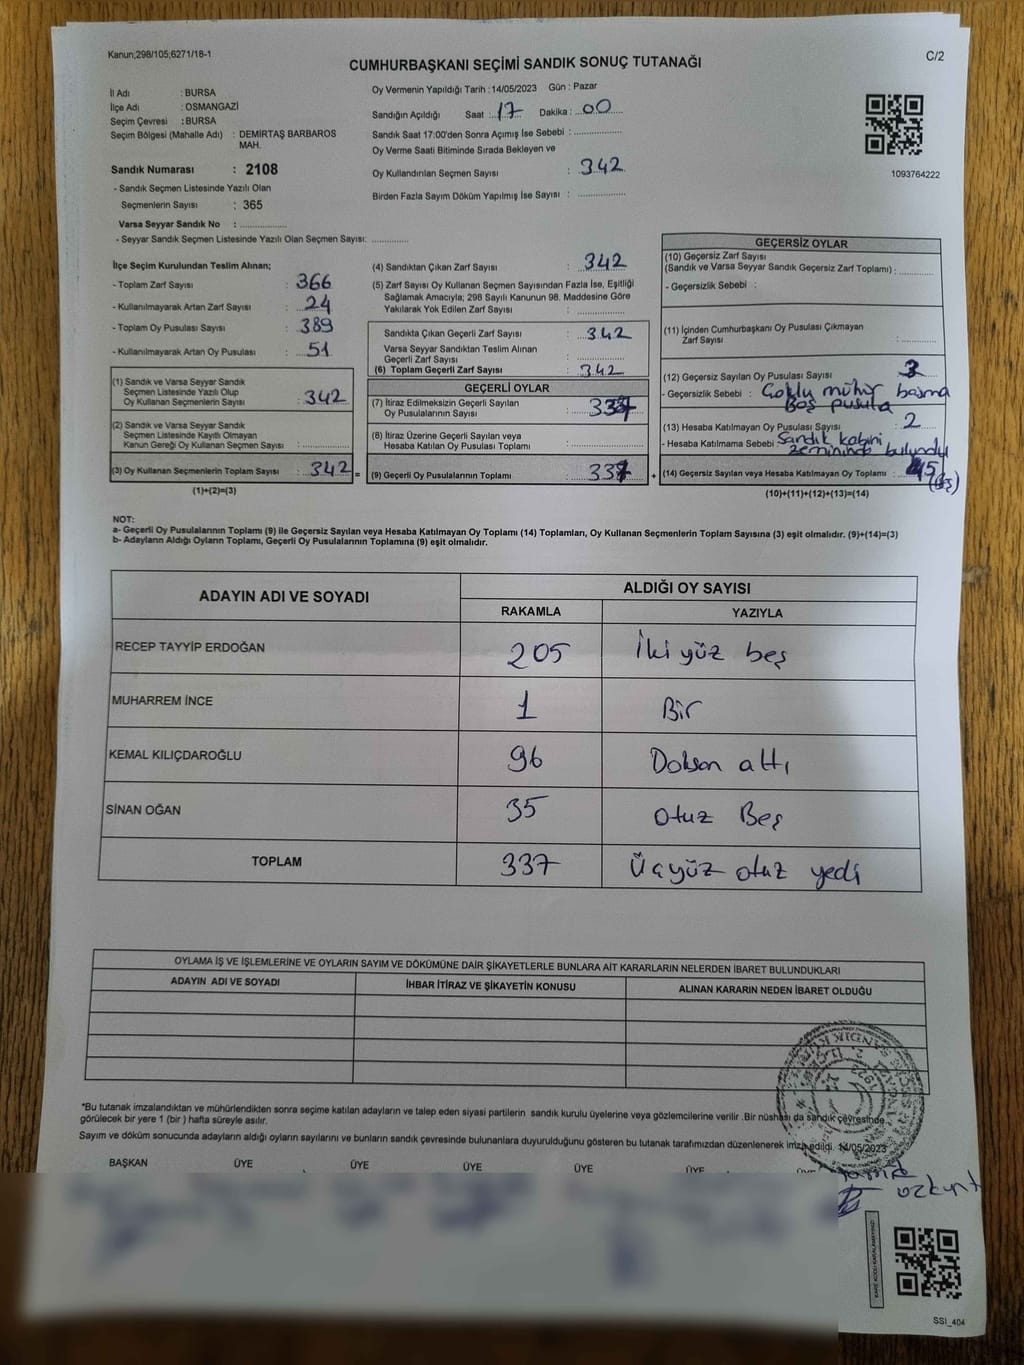 Kanun;298/105;6271/18-1
C/2
CUMHURBAŞKANI SEÇİMİ SANDIK SONUÇ TUTANAĞI
İl Adı : BURSA
İlçe Adı : OSMANGAZİ
Seçim Çevresi : BURSA
Seçim Bölgesi (Mahalle Adı) : DEMİRTAŞ BARBAROS
MAH.
Sandık Numarası : 2108
- Sandık Seçmen Listesinde Yazılı Olan
Seçmenlerin Sayısı : 365
Varsa Seyyar Sandık No : ................
- Seyyar Sandık Seçmen Listesinde Yazılı Olan Seçmen Sayısı: ............
Oy Vermenin Yapıldığı Tarih : 14/05/2023 Gün : Pazar
Sandığın Açıldığı Saat : 17 Dakika : 00
Sandık Saat 17:00'den Sonra Açımış İse Sebebi : ................
Oy Verme Saati Bitiminde Sırada Bekleyen ve
Oy Kullandırılan Seçmen Sayısı : 342
Birden Fazla Sayım Döküm Yapılmış İse Sayısı : ................
1093764222
İlçe Seçim Kurulundan Teslim Alınan;
- Toplam Zarf Sayısı : 366
- Kullanılmayarak Artan Zarf Sayısı : 24
- Toplam Oy Pusulası Sayısı : 389
- Kullanılmayarak Artan Oy Pusulası : 51
(1) Sandık ve Varsa Seyyar Sandık
Seçmen Listesinde Yazılı Olup
Oy Kullanan Seçmenlerin Sayısı : 342
(2) Varsa Sandık ve Seyyar Sandık
Seçmen Listesinde Kayıtlı Olmayan
Kanun Gereği Oy Kullanan Seçmen Sayısı : ................
(3) Oy Kullanan Seçmenlerin Toplam Sayısı : 342 =
(1)+(2)=(3)
(4) Sandıktan Çıkan Zarf Sayısı : 342
(5) Zarf Sayısı Oy Kullanan Seçmen Sayısından Fazla İse, Eşitliği
Sağlamak Amacıyla; 298 Sayılı Kanunun 98. Maddesine Göre
Yakılarak Yok Edilen Zarf Sayısı : ................
Sandıkta Çıkan Geçerli Zarf Sayısı : 342
Varsa Seyyar Sandıktan Teslim Alınan
Geçerli Zarf Sayısı : ................
(6) Toplam Geçerli Zarf Sayısı : 342
GEÇERLİ OYLAR
(7) İtiraz Edilmeksizin Geçerli Sayılan
Oy Pusulalarının Sayısı : 337
(8) İtiraz Üzerine Geçerli Sayılan veya
Hesaba Katılan Oy Pusulası Toplamı : ................
(9) Geçerli Oy Pusulalarının Toplamı : 337 +
GEÇERSİZ OYLAR
(10) Geçersiz Zarf Sayısı
(Sandık ve Varsa Seyyar Sandık Geçersiz Zarf Toplamı) : ................
- Geçersizlik Sebebi :
(11) İçinden Cumhurbaşkanı Oy Pusulası Çıkmayan
Zarf Sayısı : ................
(12) Geçersiz Sayılan Oy Pusulası Sayısı : 3
- Geçersizlik Sebebi : Çoklu mühür basma
Boş pusula
(13) Hesaba Katılmayan Oy Pusulası Sayısı : 2
- Hesaba Katılmama Sebebi : Sandık kabini
zemininde bulundu
(14) Geçersiz Sayılan veya Hesaba Katılmayan Oy Toplamı : 5
(10)+(11)+(12)+(13)=(14)
NOT:
a- Geçerli Oy Pusulalarının Toplamı (9) ile Geçersiz Sayılan veya Hesaba Katılmayan Oy Toplamı (14) Toplamları, Oy Kullanan Seçmenlerin Toplam Sayısına (3) eşit olmalıdır. (9)+(14)=(3)
b- Adayların Aldığı Oyların Toplamı, Geçerli Oy Pusulalarının Toplamına (9) eşit olmalıdır.
ADAYIN ADI VE SOYADI
ALDIĞI OY SAYISI
RAKAMLA YAZIYLA
RECEP TAYYİP ERDOĞAN 205 İki yüz beş
MUHARREM İNCE 1 Bir
KEMAL KILIÇDAROĞLU 96 Doksan altı
SİNAN OĞAN 35 otuz Beş
TOPLAM 337 Üçyüz otuz yedi
OYLAMA İŞ VE İŞLEMLERİNE VE OYLARIN SAYIM VE DÖKÜMÜNE DAİR ŞİKAYETLERLE BUNLARA AİT KARARLARIN NELERDEN İBARET BULUNDUKLARI
ADAYIN ADI VE SOYADI İHBAR İTİRAZ VE ŞİKAYETİN KONUSU ALINAN KARARIN NEDEN İBARET OLDUĞU
*Bu tutanak imzalandıktan ve mühürlendikten sonra seçime katılan adayların ve talep eden siyasi partilerin sandık kurulu üyelerine veya gözlemcilerine verilir .Bir nüshası da sandık çevresinde
görülecek bir yere 1 (bir ) hafta süreyle asılır.
Sayım ve döküm sonucunda adayların aldığı oyların sayılarını ve bunların sandık çevresinde bulunanlara duyurulduğunu gösteren bu tutanak tarafımızdan düzenlenerek imza edildi. 14/05/2023
BAŞKAN ÜYE ÜYE ÜYE ÜYE ÜYE
ozkunt
KARE KODU KARALAMAYINIZ!
SSİ_404